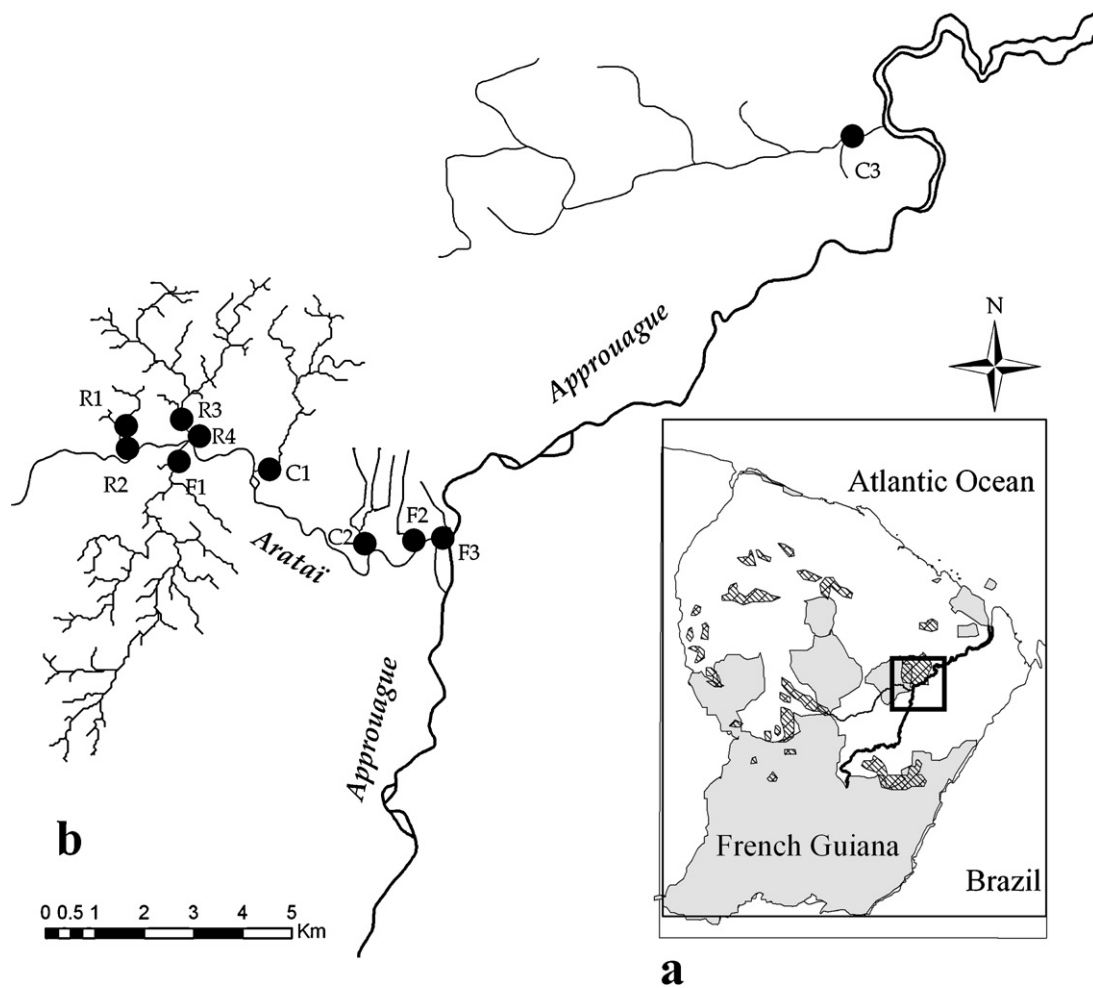 C3
Approuague
N
R1
R3
R4
R2
F1
C1
C2
F2
F3
Arataï
Approuague
Atlantic Ocean
French Guiana
Brazil
b
0 0.5 1 2 3 4 5
Km
a